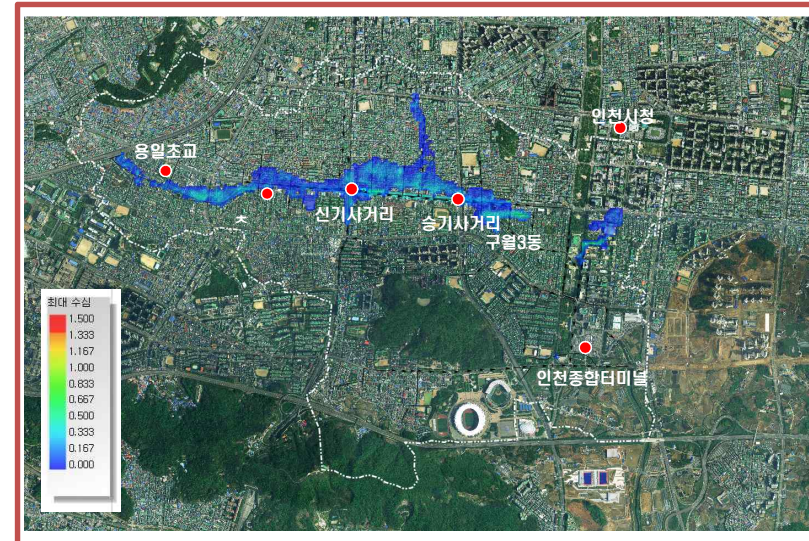 인천시청
용일초교
ㅊ
신기사거리
승기사거리
구월3동
인천종합터미널
최대 수심
1.500
1.333
1.167
1.000
0.833
0.667
0.500
0.333
0.167
0.000